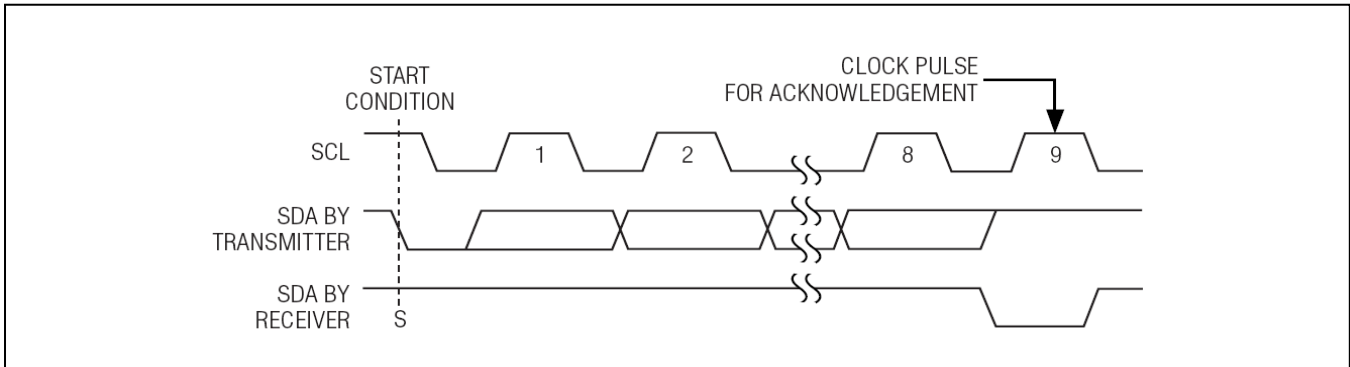 START
CONDITION
CLOCK PULSE
FOR ACKNOWLEDGEMENT
SCL
1
2
8
9
SDA BY
TRANSMITTER
SDA BY
RECEIVER
S